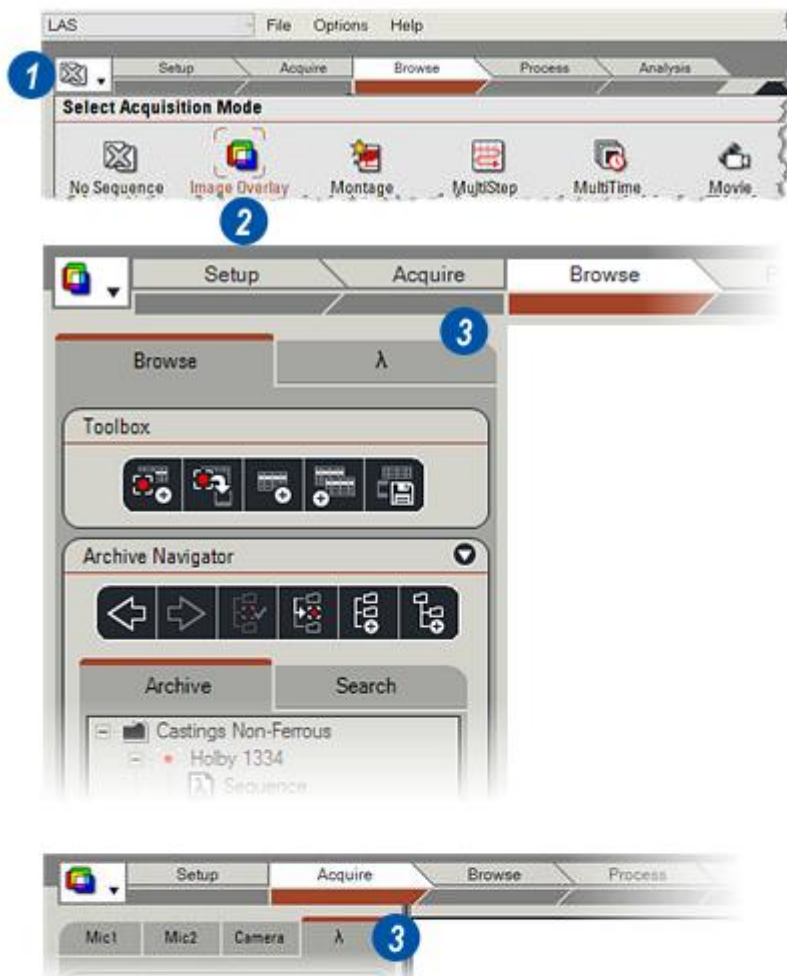 LAS File Options Help
1 Setup Acquire Browse Process Analysis
Select Acquisition Mode
No Sequence Image Overlay Montage MultiStep MultiTime Movie
2
Setup Acquire Browse P
3
Browse λ
Toolbox
Archive Navigator
Archive Search
Castings Non-Ferrous
Holby 1334
λ Sequence
Setup Acquire Browse Process
Mic1 Mic2 Camera λ 3